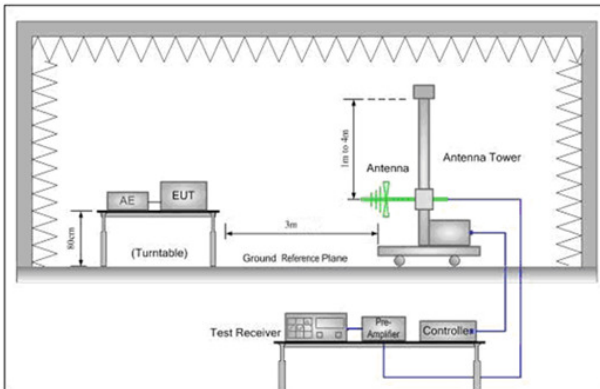 1m to 4m
Antenna
Antenna Tower
AE
EUT
80cm
(Turntable)
3m
Ground Reference Plane
Test Receiver
Pre-
Amplifier
Controller